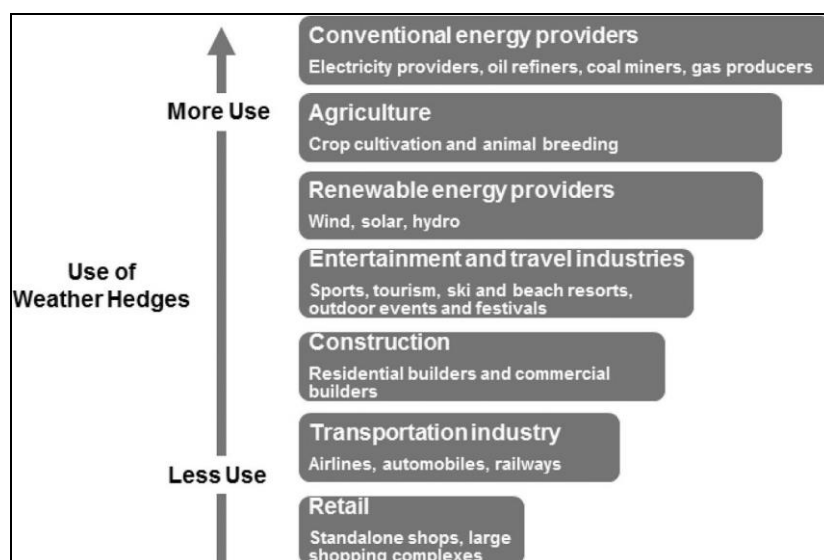 Conventional energy providers
Electricity providers, oil refiners, coal miners, gas producers
More Use
Agriculture
Crop cultivation and animal breeding
Renewable energy providers
Wind, solar, hydro
Use of
Weather Hedges
Entertainment and travel industries
Sports, tourism, ski and beach resorts,
outdoor events and festivals
Construction
Residential builders and commercial
builders
Transportation industry
Airlines, automobiles, railways
Less Use
Retail
Standalone shops, large
shopping complexes